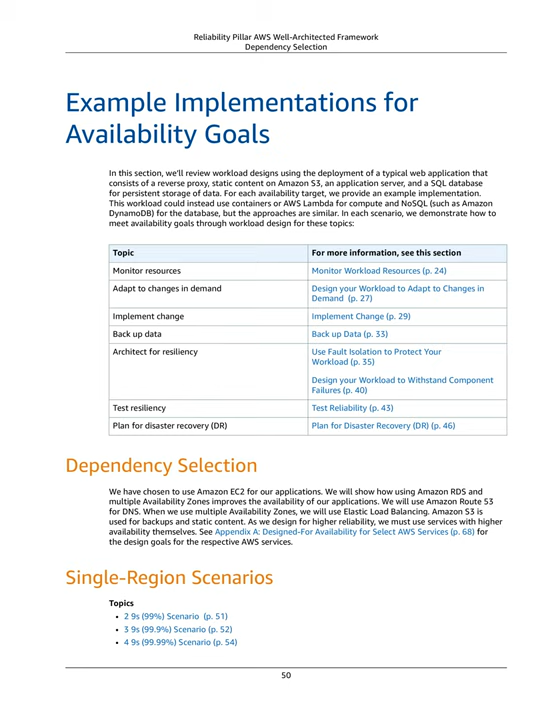 Reliability Pillar AWS Well-Architected Framework
Dependency Selection
Example Implementations for
Availability Goals
In this section, we'll review workload designs using the deployment of a typical web application that
consists of a reverse proxy, static content on Amazon S3, an application server, and a SQL database
for persistent storage of data. For each availability target, we provide an example implementation.
This workload could instead use containers or AWS Lambda for compute and NoSQL (such as Amazon
DynamoDB) for the database, but the approaches are similar. In each scenario, we demonstrate how to
meet availability goals through workload design for these topics:
Topic For more information, see this section
Monitor resources Monitor Workload Resources (p. 24)
Adapt to changes in demand Design your Workload to Adapt to Changes in
Demand (p. 27)
Implement change Implement Change (p. 29)
Back up data Back up Data (p. 33)
Architect for resiliency Use Fault Isolation to Protect Your
Workload (p. 35)
Design your Workload to Withstand Component
Failures (p. 40)
Test resiliency Test Reliability (p. 43)
Plan for disaster recovery (DR) Plan for Disaster Recovery (DR) (p. 46)
Dependency Selection
We have chosen to use Amazon EC2 for our applications. We will show how using Amazon RDS and
multiple Availability Zones improves the availability of our applications. We will use Amazon Route 53
for DNS. When we use multiple Availability Zones, we will use Elastic Load Balancing. Amazon S3 is
used for backups and static content. As we design for higher reliability, we must use services with higher
availability themselves. See Appendix A: Designed-For Availability for Select AWS Services (p. 68) for
the design goals for the respective AWS services.
Single-Region Scenarios
Topics
• 2 9s (99%) Scenario (p. 51)
• 3 9s (99.9%) Scenario (p. 52)
• 4 9s (99.99%) Scenario (p. 54)
50